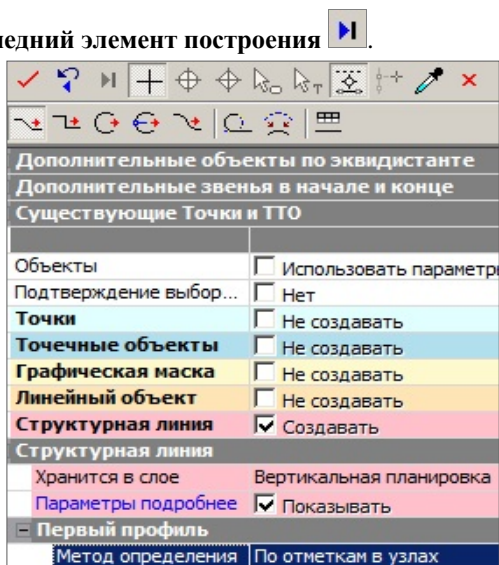 элемент построения .
Дополнительные объекты по эквидистанте
Дополнительные звенья в начале и конце
Существующие Точки и ТТО
Объекты Использовать
Подтверждение выбор... Нет
Точки Не создавать
Точечные объекты Не создавать
Графическая маска Не создавать
Линейный объект Не создавать
Структурная линия Создавать
Структурная линия
Хранится в слое Вертикальная планировка
Параметры подробнее Показывать
Первый профиль
Метод определения По отметкам в узлах